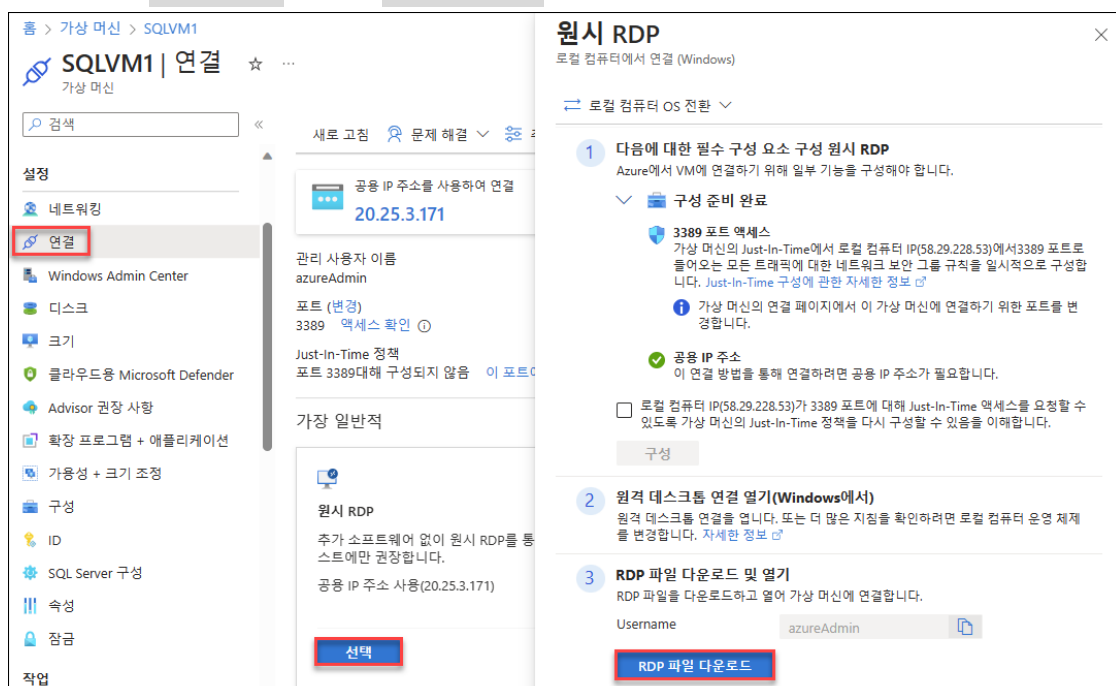 홈 > 가상 머신 > SQLVM1
SQLVM1 | 연결
가상 머신
검색
설정
네트워킹
연결
Windows Admin Center
디스크
크기
클라우드용 Microsoft Defender
Advisor 권장 사항
확장 프로그램 + 애플리케이션
가용성 + 크기 조정
구성
ID
SQL Server 구성
속성
잠금
작업
새로 고침 문제 해결
공용 IP 주소를 사용하여 연결
20.25.3.171
관리 사용자 이름
azureAdmin
포트 (변경)
3389 액세스 확인
Just-In-Time 정책
포트 3389대해 구성되지 않음 이 포트에
가장 일반적
원시 RDP
추가 소프트웨어 없이 원시 RDP를 통
스트에만 권장합니다.
공용 IP 주소 사용(20.25.3.171)
선택
원시 RDP
로컬 컴퓨터에서 연결 (Windows)
로컬 컴퓨터 OS 전환
1 다음에 대한 필수 구성 요소 구성 원시 RDP
Azure에서 VM에 연결하기 위해 일부 기능을 구성해야 합니다.
구성 준비 완료
3389 포트 액세스
가상 머신의 Just-In-Time에서 로컬 컴퓨터 IP(58.29.228.53)에서3389 포트로
들어오는 모든 트래픽에 대한 네트워크 보안 그룹 규칙을 일시적으로 구성합
니다. Just-In-Time 구성에 관한 자세한 정보
가상 머신의 연결 페이지에서 이 가상 머신에 연결하기 위한 포트를 변
경합니다.
공용 IP 주소
이 연결 방법을 통해 연결하려면 공용 IP 주소가 필요합니다.
로컬 컴퓨터 IP(58.29.228.53)가 3389 포트에 대해 Just-In-Time 액세스를 요청할 수
있도록 가상 머신의 Just-In-Time 정책을 다시 구성할 수 있음을 이해합니다.
구성
2 원격 데스크톱 연결 열기(Windows에서)
원격 데스크톱 연결을 엽니다. 또는 더 많은 지침을 확인하려면 로컬 컴퓨터 운영 체제
를 변경합니다. 자세한 정보
3 RDP 파일 다운로드 및 열기
RDP 파일을 다운로드하고 열어 가상 머신에 연결합니다.
Username azureAdmin
RDP 파일 다운로드